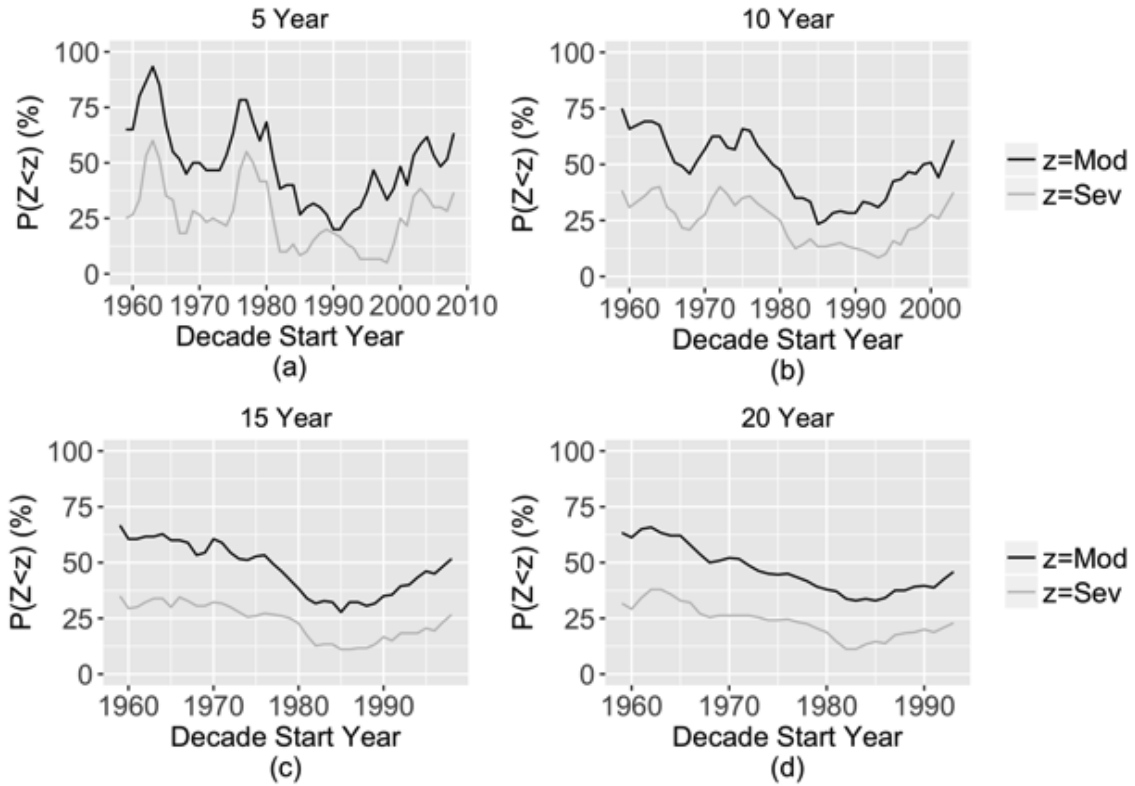 5 Year
100
75
50
25
0
P(Z<z) (%)
1960 1970 1980 1990 2000 2010
Decade Start Year
(a)
10 Year
100
75
50
25
0
P(Z<z) (%)
1960 1970 1980 1990 2000
Decade Start Year
(b)
z=Mod
z=Sev
15 Year
100
75
50
25
0
P(Z<z) (%)
1960 1970 1980 1990
Decade Start Year
(c)
20 Year
100
75
50
25
0
P(Z<z) (%)
1960 1970 1980 1990
Decade Start Year
(d)
z=Mod
z=Sev